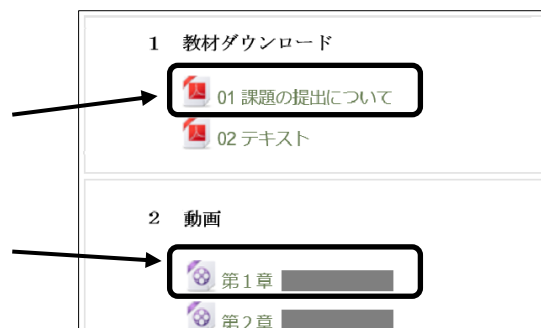 1 教材ダウンロード
01 課題の提出について
02 テキスト
2 動画
第1章
第2章